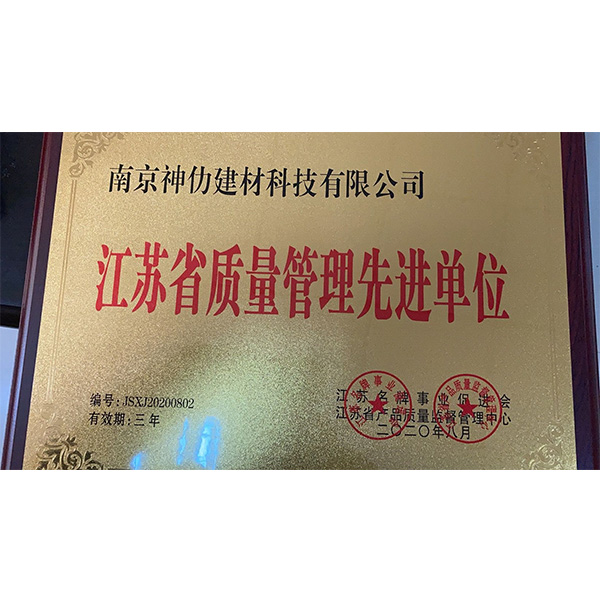 南京神仂建材科技有限公司
江苏省质量管理先进单位
编号:JSXJ20200802
有效期:三年
江苏名牌事业促进会
江苏省产品质量监督管理中心
二〇二〇年八月